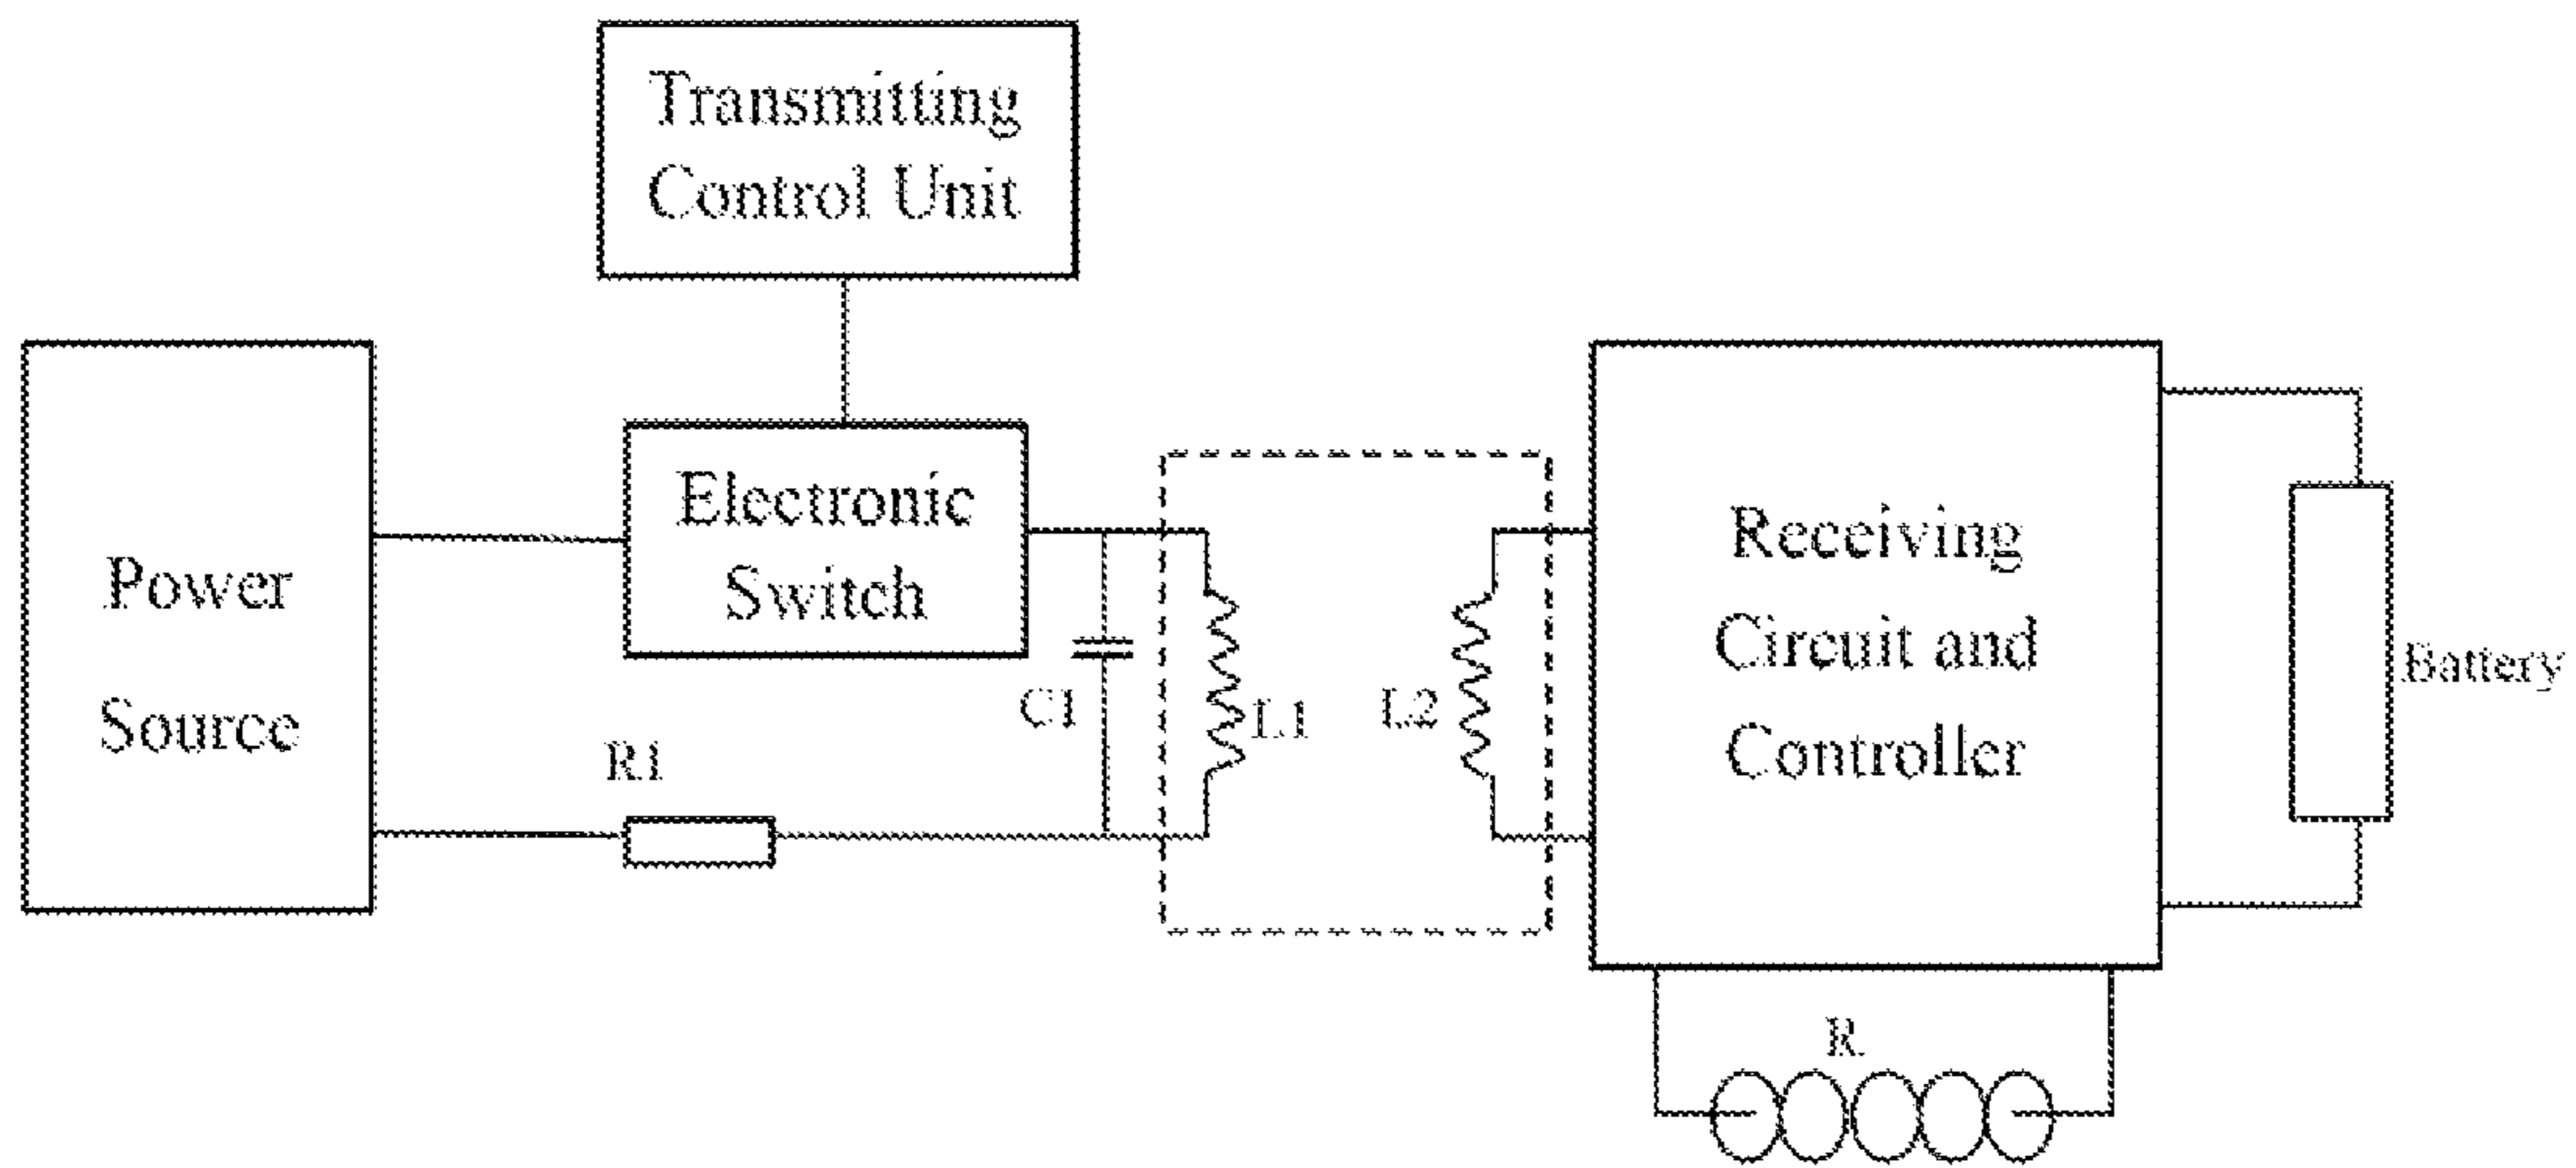 Transmitting
Control Unit
Power
Source
Electronic
Switch
R1
C1
L1
L2
Receiving
Circuit and
Controller
Battery
R